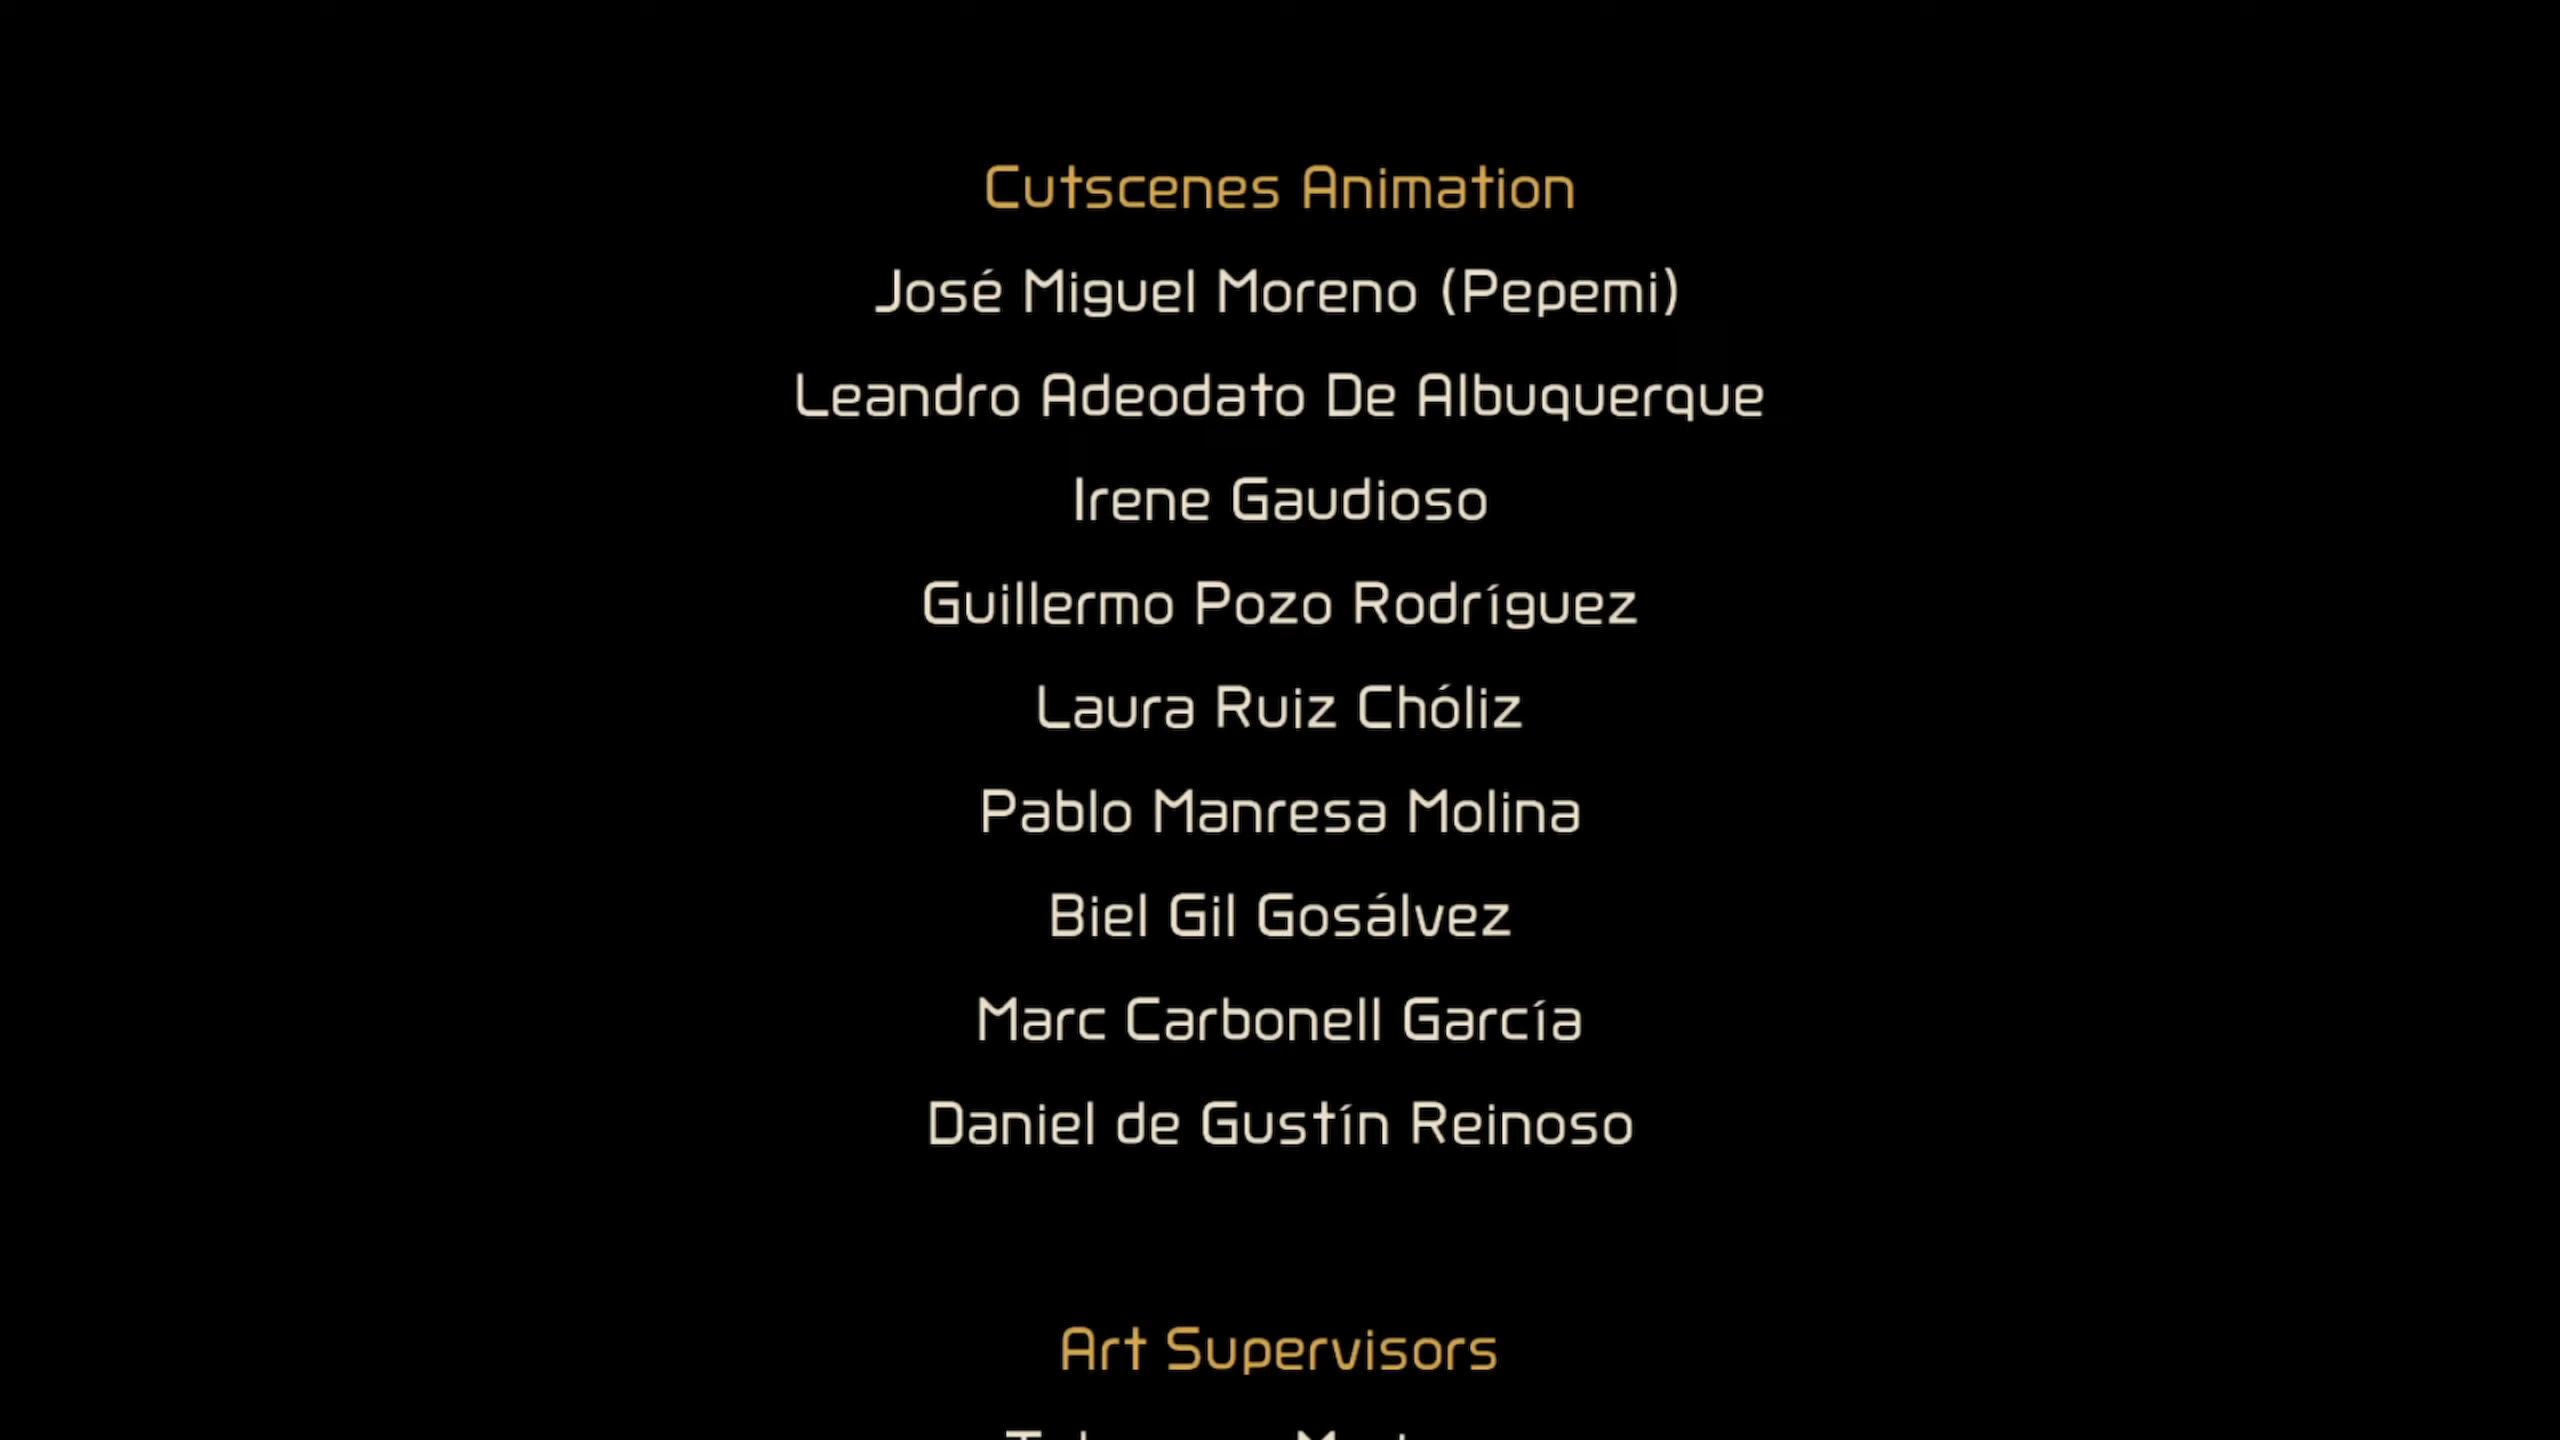 Cutscenes Animation
José Miguel Moreno (Pepemi)
Leandro Adeodato De Albuquerque
Irene Gaudioso
Guillermo Pozo Rodríguez
Laura Ruiz Chóliz
Pablo Manresa Molina
Biel Gil Gosálvez
Marc Carbonell García
Daniel de Gustín Reinoso
Art Supervisors